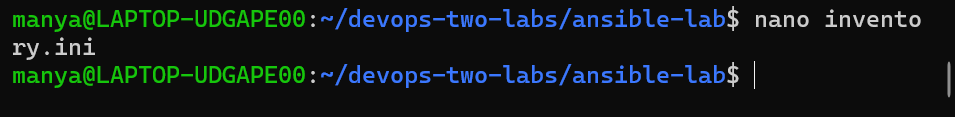 manya@LAPTOP-UDGAPE00:~/devops-two-labs/ansible-lab$ nano invento
ry.ini
manya@LAPTOP-UDGAPE00:~/devops-two-labs/ansible-lab$